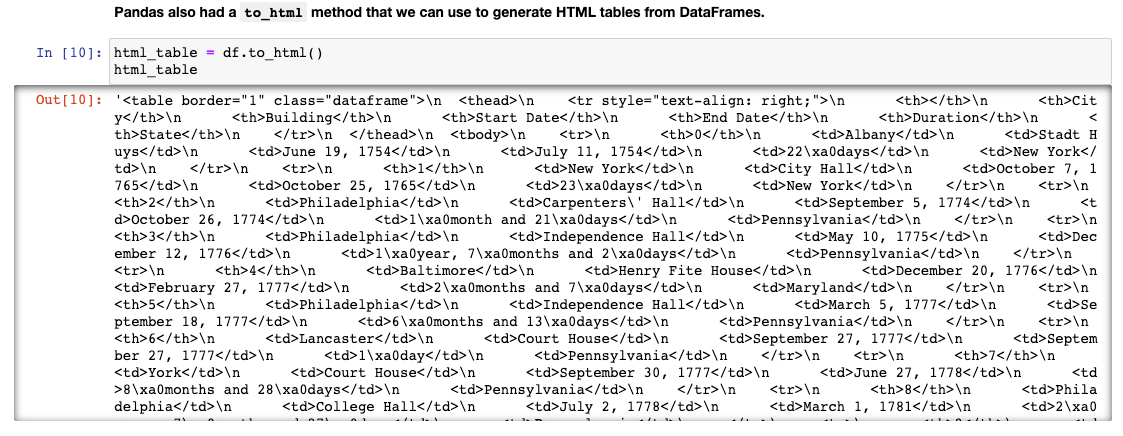 Pandas also had a to_html method that we can use to generate HTML tables from DataFrames.
In [10]: html_table = df.to_html()
html_table
Out[10]: '<table border="1" class="dataframe">\n  <thead>\n    <tr style="text-align: right;">\n      <th></th>\n      <th>Cit
y</th>\n      <th>Building</th>\n      <th>Start Date</th>\n      <th>End Date</th>\n      <th>Duration</th>\n      <
th>State</th>\n    </tr>\n  </thead>\n  <tbody>\n    <tr>\n      <th>0</th>\n      <td>Albany</td>\n      <td>Stadt H
uys</td>\n      <td>June 19, 1754</td>\n      <td>July 11, 1754</td>\n      <td>22\xa0days</td>\n      <td>New York</
td>\n    </tr>\n    <tr>\n      <th>1</th>\n      <td>New York</td>\n      <td>City Hall</td>\n      <td>October 7, 1
765</td>\n      <td>October 25, 1765</td>\n      <td>23\xa0days</td>\n      <td>New York</td>\n    </tr>\n    <tr>\n
<th>2</th>\n      <td>Philadelphia</td>\n      <td>Carpenters\' Hall</td>\n      <td>September 5, 1774</td>\n      <t
d>October 26, 1774</td>\n      <td>1\xa0month and 21\xa0days</td>\n      <td>Pennsylvania</td>\n    </tr>\n    <tr>\n
<th>3</th>\n      <td>Philadelphia</td>\n      <td>Independence Hall</td>\n      <td>May 10, 1775</td>\n      <td>Dec
ember 12, 1776</td>\n      <td>1\xa0year, 7\xa0months and 2\xa0days</td>\n      <td>Pennsylvania</td>\n    </tr>\n
<tr>\n      <th>4</th>\n      <td>Baltimore</td>\n      <td>Henry Fite House</td>\n      <td>December 20, 1776</td>\n
<td>February 27, 1777</td>\n      <td>2\xa0months and 7\xa0days</td>\n      <td>Maryland</td>\n    </tr>\n    <tr>\n
<th>5</th>\n      <td>Philadelphia</td>\n      <td>Independence Hall</td>\n      <td>March 5, 1777</td>\n      <td>Se
ptember 18, 1777</td>\n      <td>6\xa0months and 13\xa0days</td>\n      <td>Pennsylvania</td>\n    </tr>\n    <tr>\n
<th>6</th>\n      <td>Lancaster</td>\n      <td>Court House</td>\n      <td>September 27, 1777</td>\n      <td>Septem
ber 27, 1777</td>\n      <td>1\xa0day</td>\n      <td>Pennsylvania</td>\n    </tr>\n    <tr>\n      <th>7</th>\n
<td>York</td>\n      <td>Court House</td>\n      <td>September 30, 1777</td>\n      <td>June 27, 1778</td>\n      <td
>8\xa0months and 28\xa0days</td>\n      <td>Pennsylvania</td>\n    </tr>\n    <tr>\n      <th>8</th>\n      <td>Phila
delphia</td>\n      <td>College Hall</td>\n      <td>July 2, 1778</td>\n      <td>March 1, 1781</td>\n      <td>2\xa0